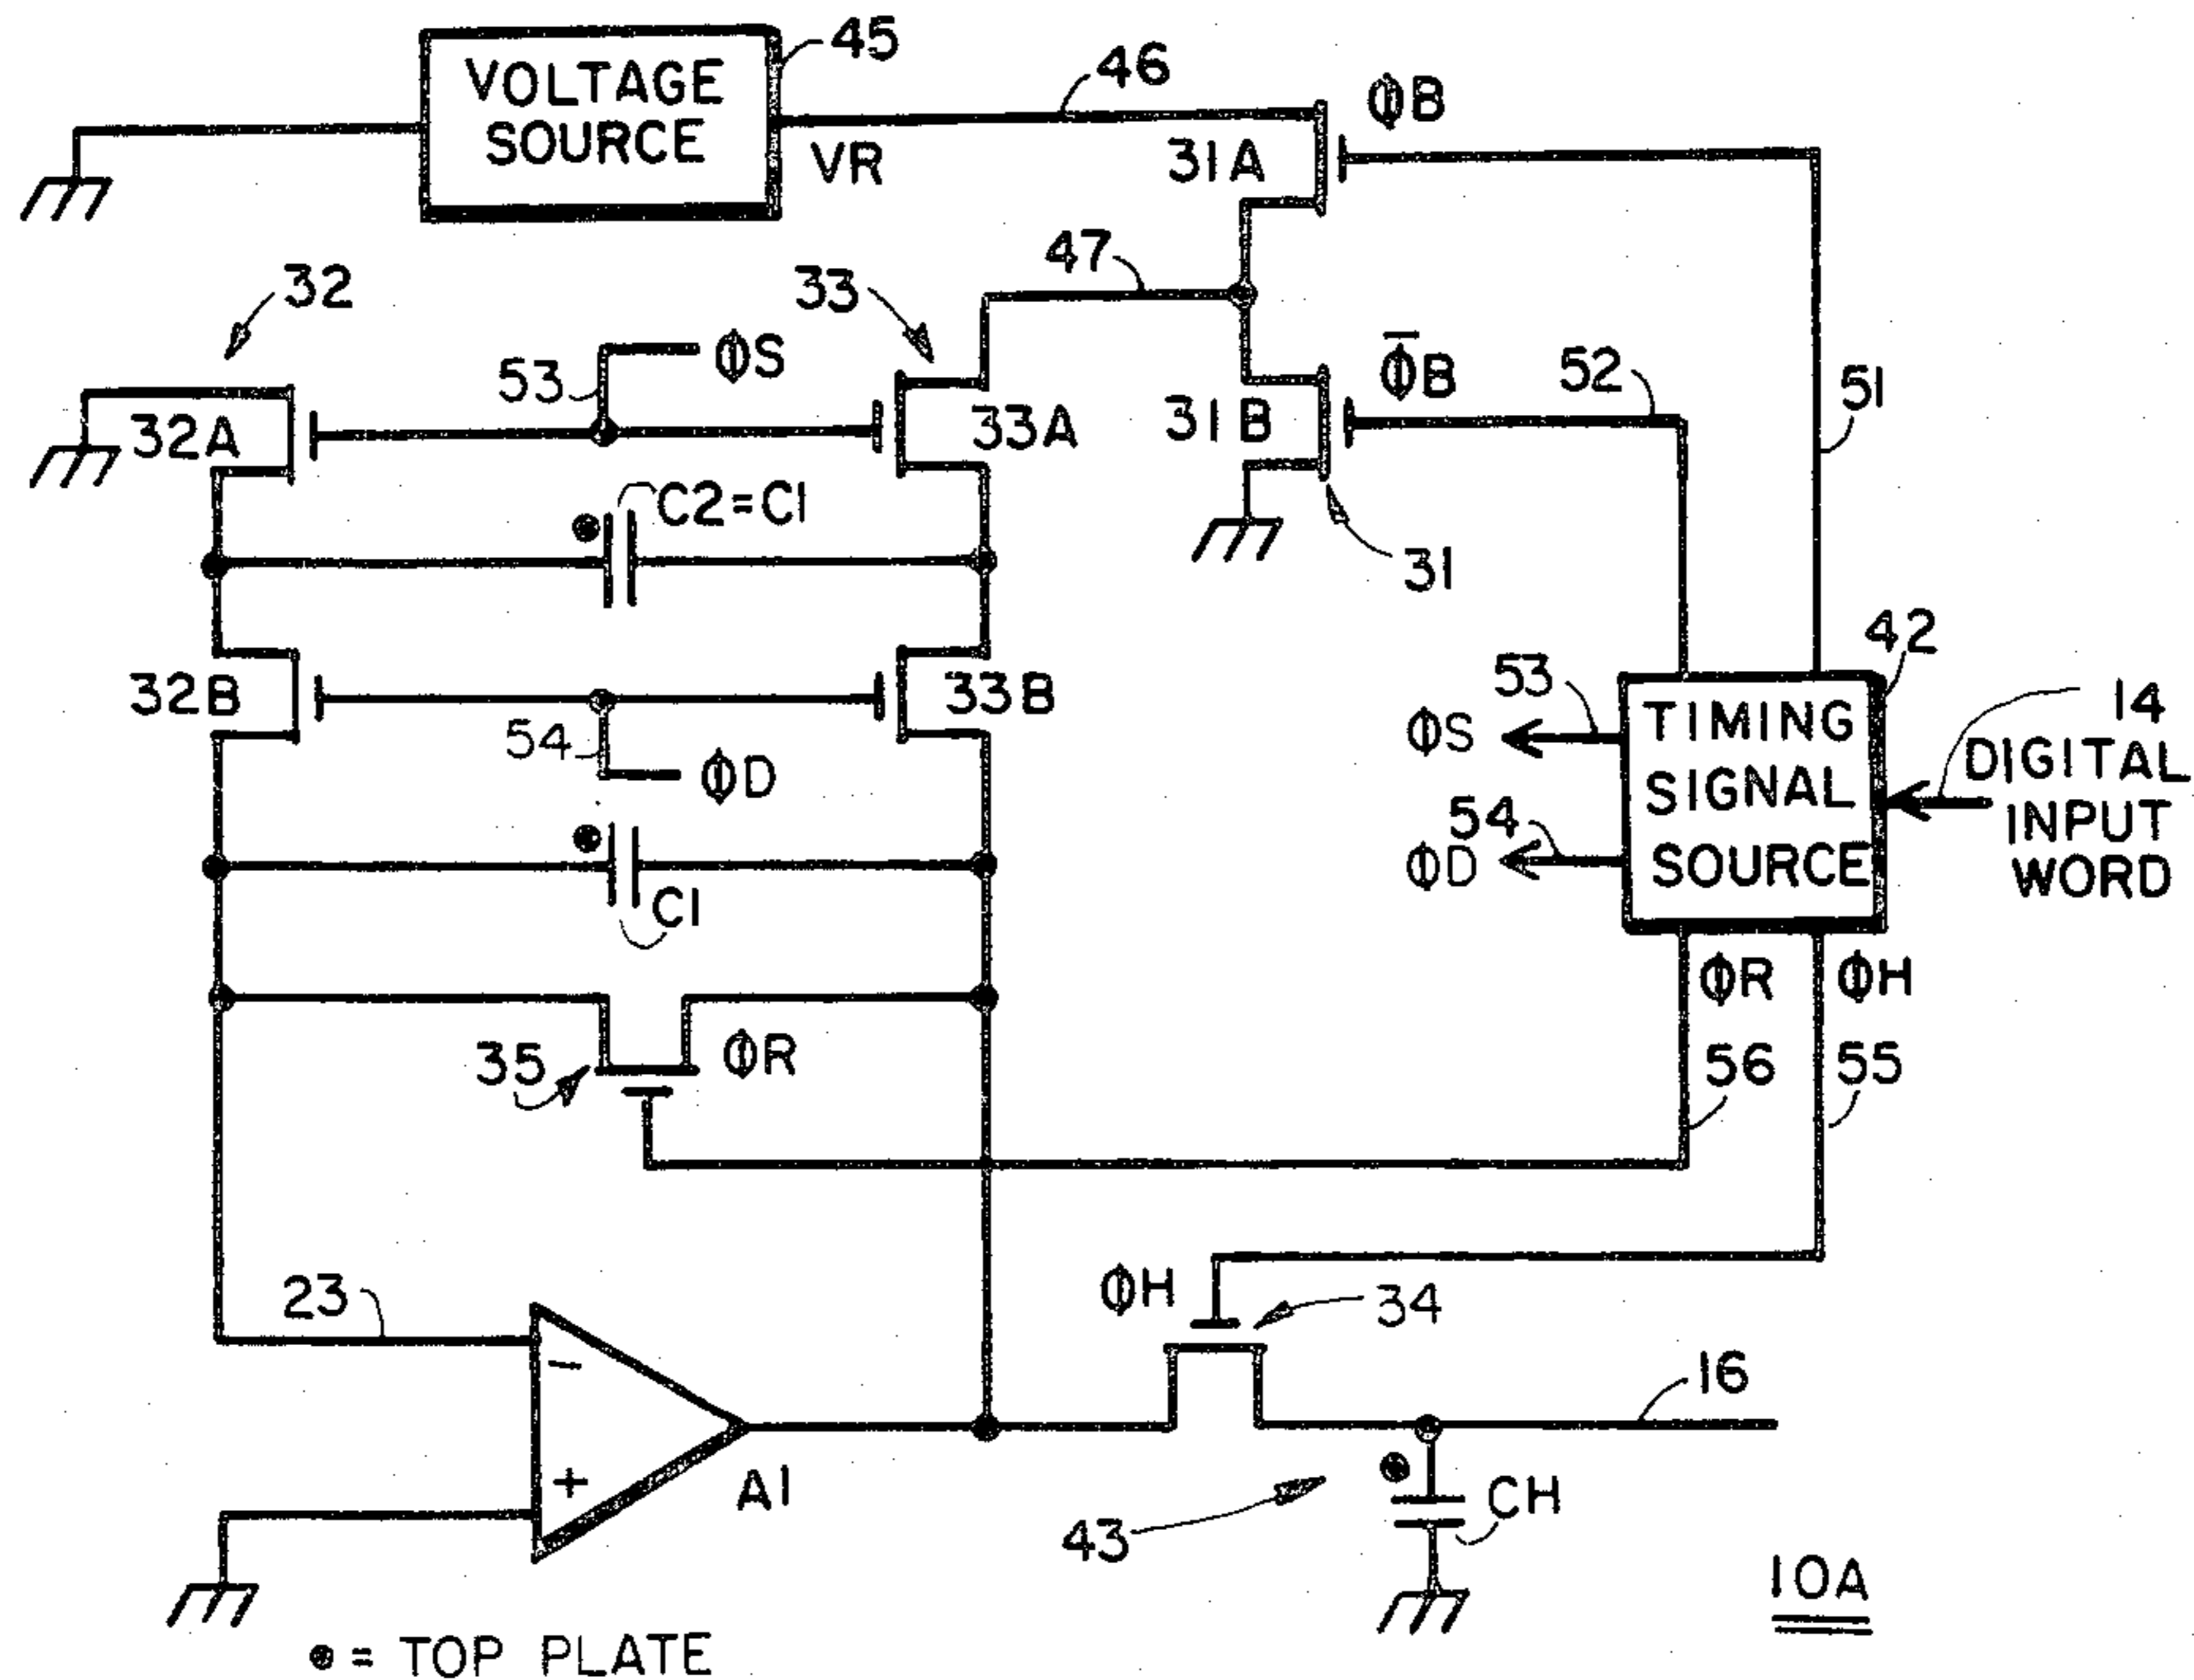 VOLTAGE
SOURCE
45
46
VR
31A
ΦB
47
32
33
53
ΦS
Φ̅B
52
51
32A
33A
31B
C2=C1
31
42
32B
33B
53
ΦS
TIMING
SIGNAL
SOURCE
14
DIGITAL
INPUT
WORD
54
ΦD
54
ΦD
C1
ΦR
ΦH
35
ΦR
56
55
23
ΦH
34
−
+
A1
16
43
CH
10A
= TOP PLATE